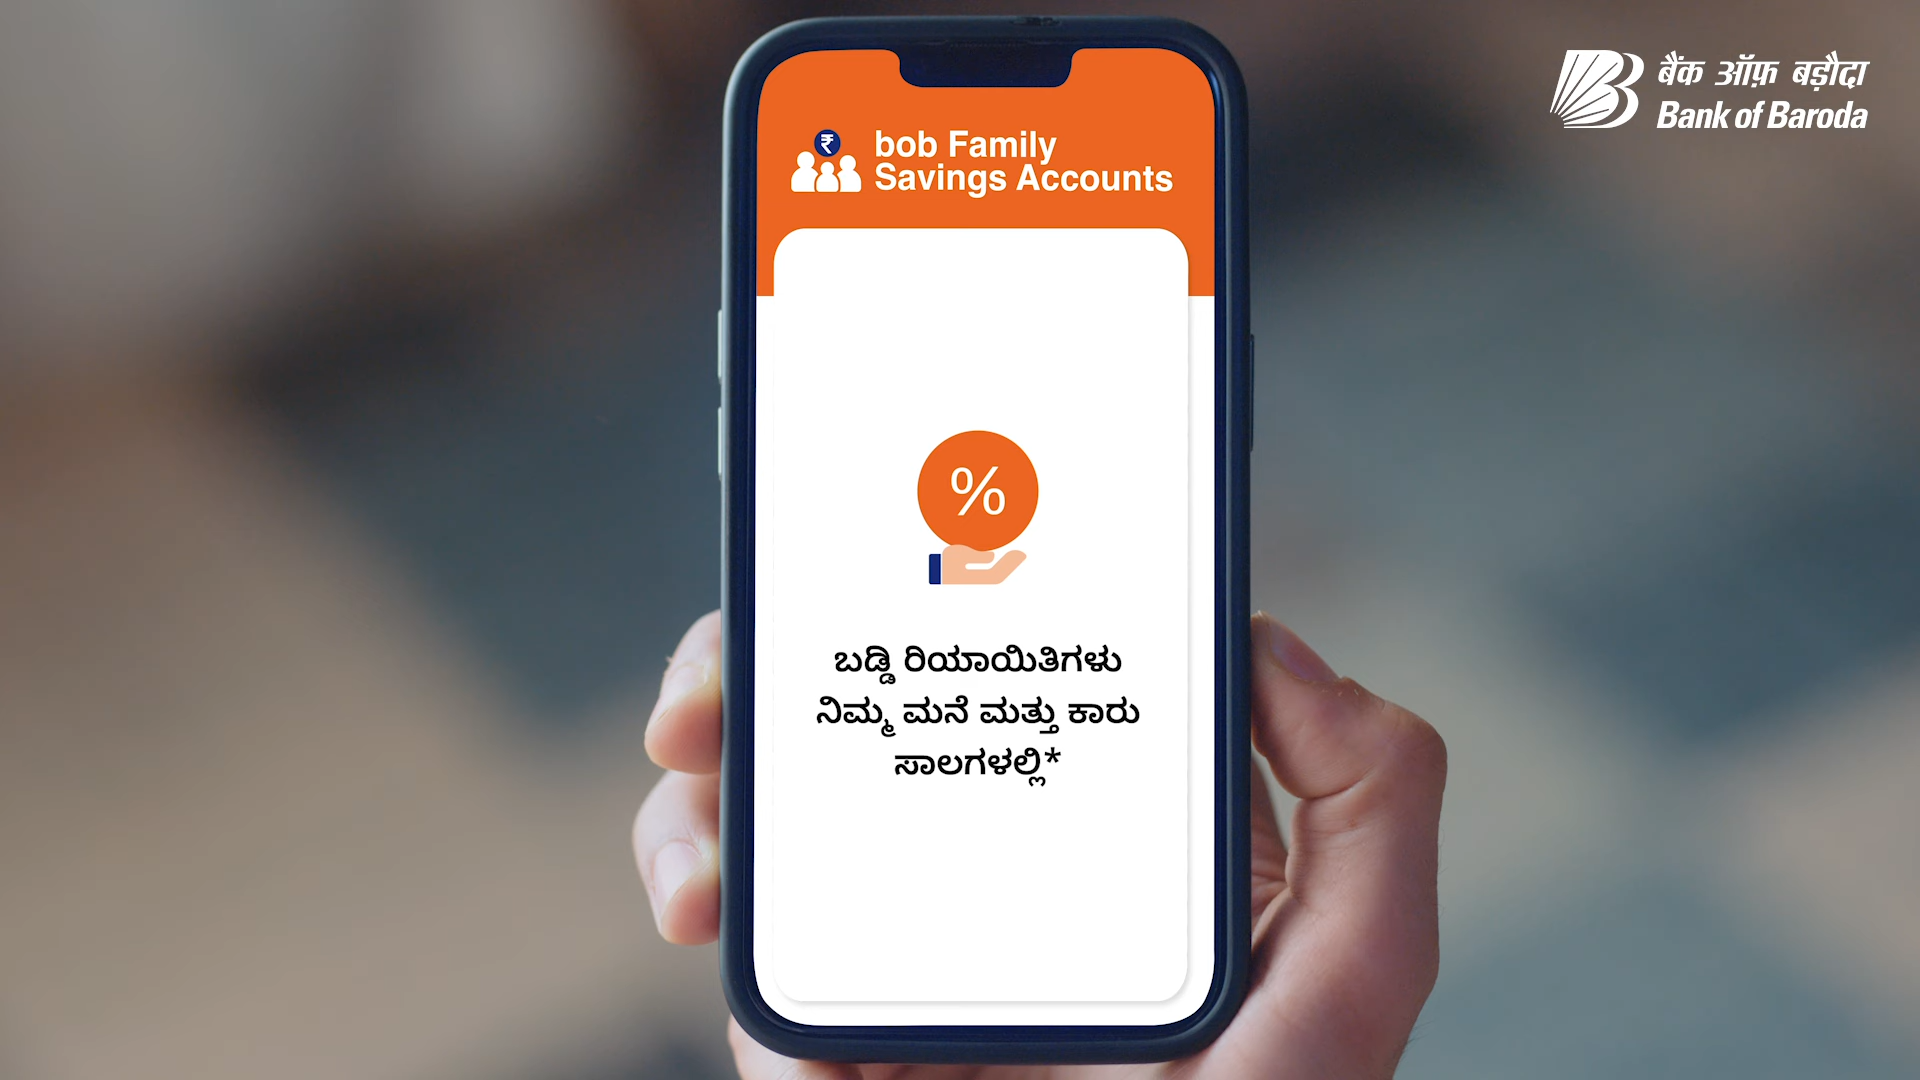 बैंक ऑफ़ बड़ौदा
Bank of Baroda
₹
bob Family
Savings Accounts
%
ಬಡ್ಡಿ ರಿಯಾಯಿತಿಗಳು
ನಿಮ್ಮ ಮನೆ ಮತ್ತು ಕಾರು
ಸಾಲಗಳಲ್ಲಿ*